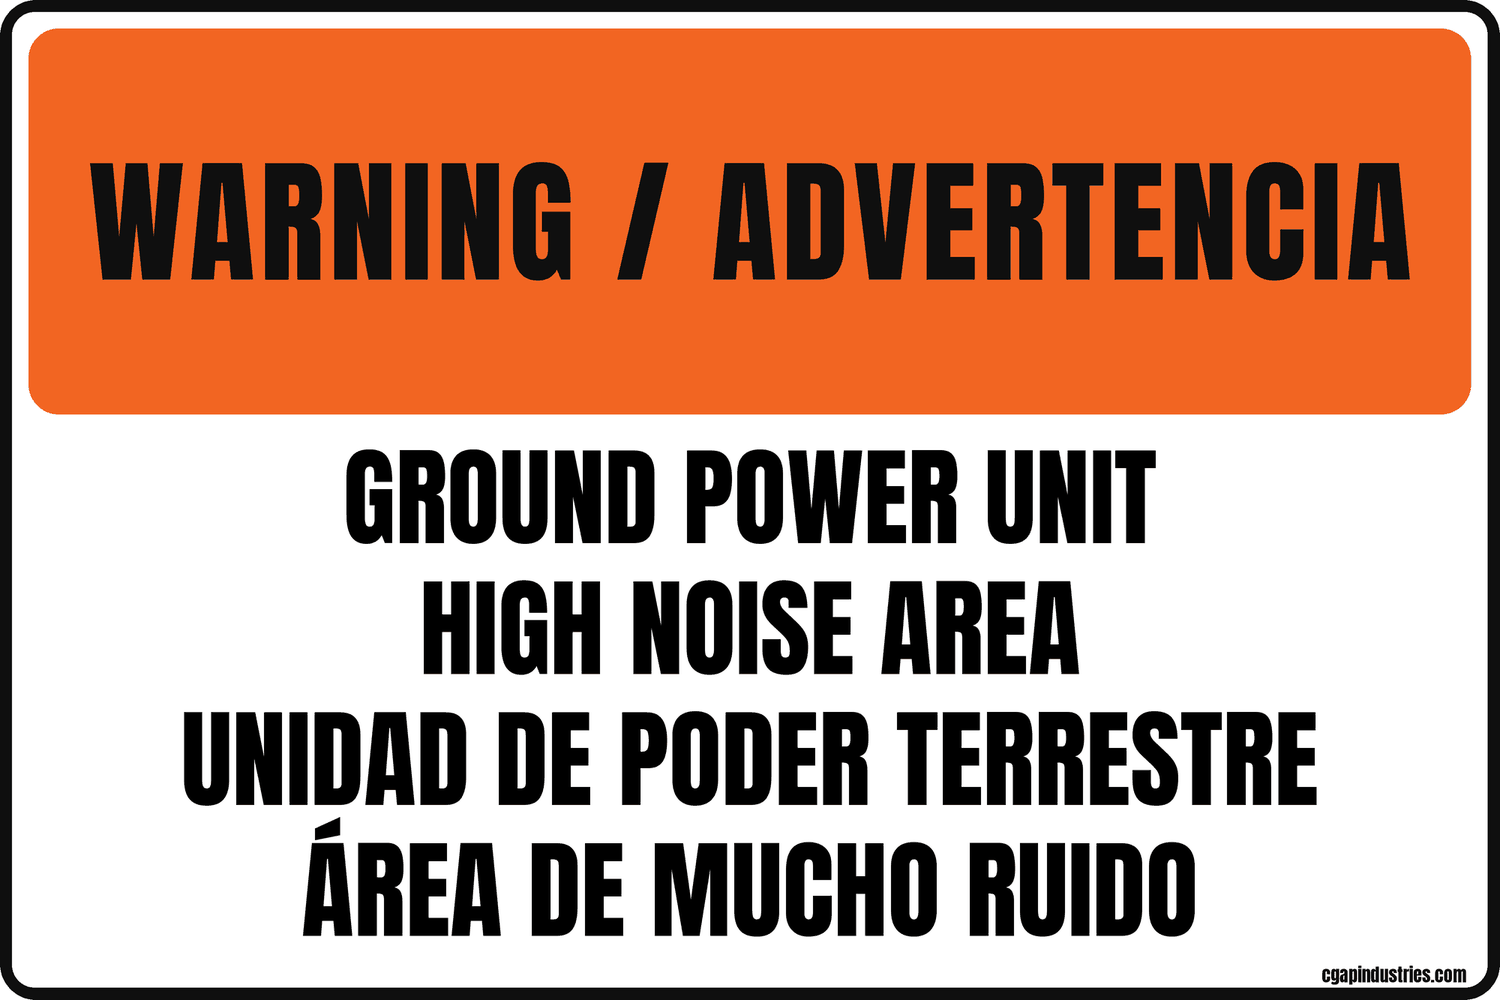 WARNING / ADVERTENCIA
GROUND POWER UNIT
HIGH NOISE AREA
UNIDAD DE PODER TERRESTRE
ÁREA DE MUCHO RUIDO
cgapindustries.com